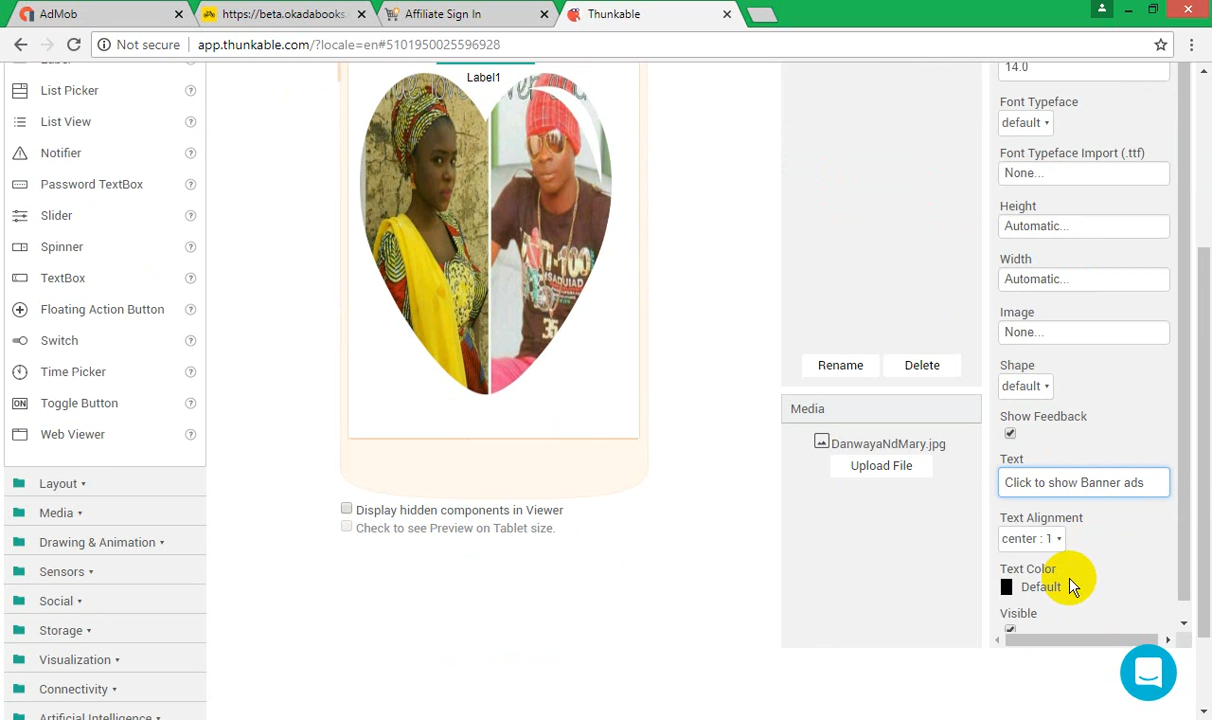 AdMob
https://beta.okadabooks.
Affiliate Sign In
Thunkable
Not secure
app.thunkable.com/?locale=en#5101950025596928
Label
List Picker
List View
Notifier
Password TextBox
Slider
Spinner
TextBox
Floating Action Button
Switch
Time Picker
ON
Toggle Button
Web Viewer
Layout
Media
Drawing & Animation
Sensors
Social
Storage
Visualization
Connectivity
Artificial Intelligence
Label1
Display hidden components in Viewer
Check to see Preview on Tablet size.
Rename
Delete
Media
DanwayaNdMary.jpg
Upload File
14.0
Font Typeface
default
Font Typeface Import (.ttf)
None...
Height
Automatic...
Width
Automatic...
Image
None...
Shape
default
Show Feedback
Text
Click to show Banner ads
Text Alignment
center : 1
Text Color
Default
Visible